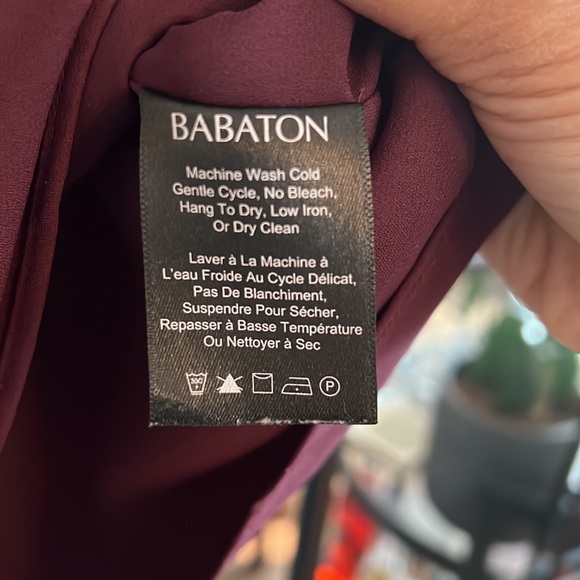 BABATON
Machine Wash Cold
Gentle Cycle, No Bleach,
Hang To Dry, Low Iron,
Or Dry Clean
Laver à La Machine à
L'eau Froide Au Cycle Délicat,
Pas De Blanchiment,
Suspendre Pour Sécher,
Repasser à Basse Température
Ou Nettoyer à Sec
30C P